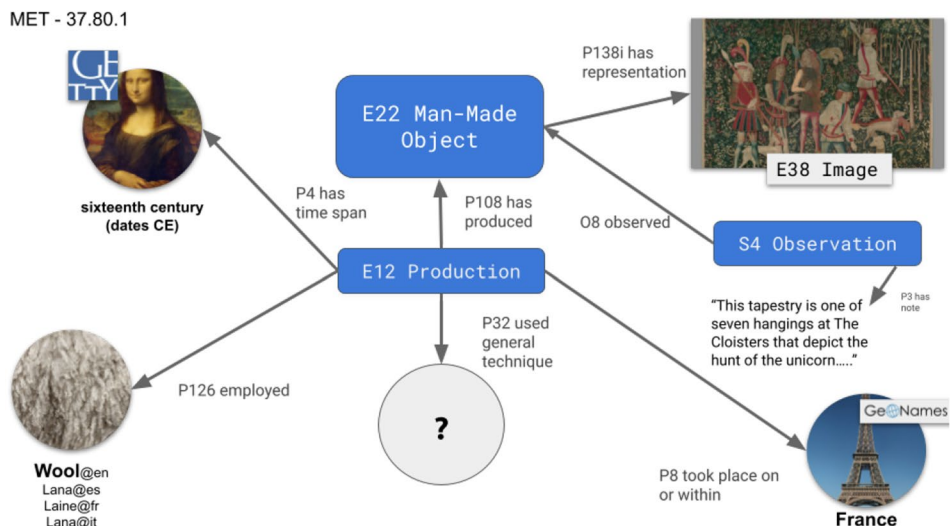 MET - 37.80.1
GE
TTY
sixteenth century
(dates CE)
P4 has
time span
E22 Man-Made
Object
P108 has
produced
P138i has
representation
E38 Image
O8 observed
S4 Observation
P3 has
note
“This tapestry is one of
seven hangings at The
Cloisters that depict the
hunt of the unicorn…..”
E12 Production
P126 employed
P32 used
general
technique
?
P8 took place on
or within
GeoNames
France
Wool@en
Lana@es
Laine@fr
Lana@it